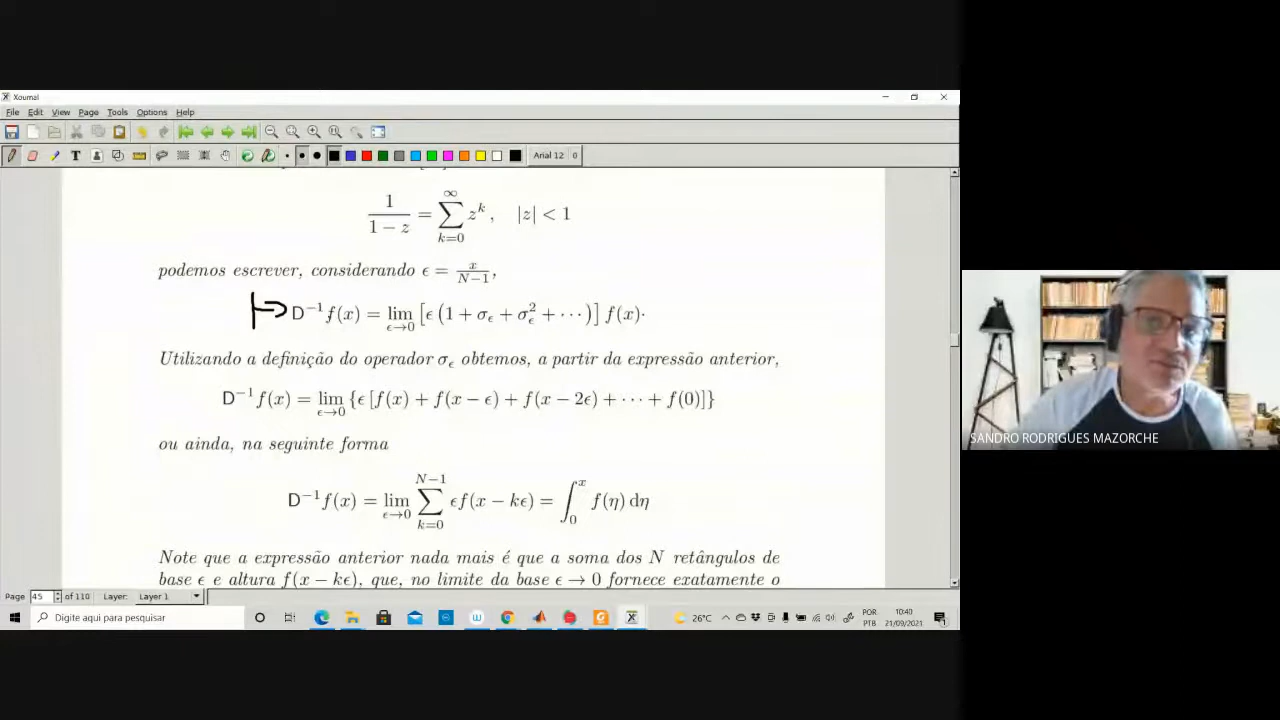 Xournal
File Edit View Page Tools Options Help
Arial 12 0
1/(1 − z) = ∑_{k=0}^{∞} z^k , |z| < 1
podemos escrever, considerando ϵ = x/(N−1),
D^{−1} f(x) = lim_{ϵ→0} [ϵ (1 + σ_ϵ + σ_ϵ^2 + ···)] f(x)·
Utilizando a definição do operador σ_ϵ obtemos, a partir da expressão anterior,
D^{−1} f(x) = lim_{ϵ→0} {ϵ [f(x) + f(x − ϵ) + f(x − 2ϵ) + ··· + f(0)]}
ou ainda, na seguinte forma
D^{−1} f(x) = lim_{ϵ→0} ∑_{k=0}^{N−1} ϵf(x − kϵ) = ∫_0^x f(η) dη
Note que a expressão anterior nada mais é que a soma dos N retângulos de
base ϵ e altura f(x − kϵ), que, no limite da base ϵ → 0 fornece exatamente o
SANDRO RODRIGUES MAZORCHE
Page 45 of 110 Layer: Layer 1
Digite aqui para pesquisar
26°C
POR
PTB
10:40
21/09/2021